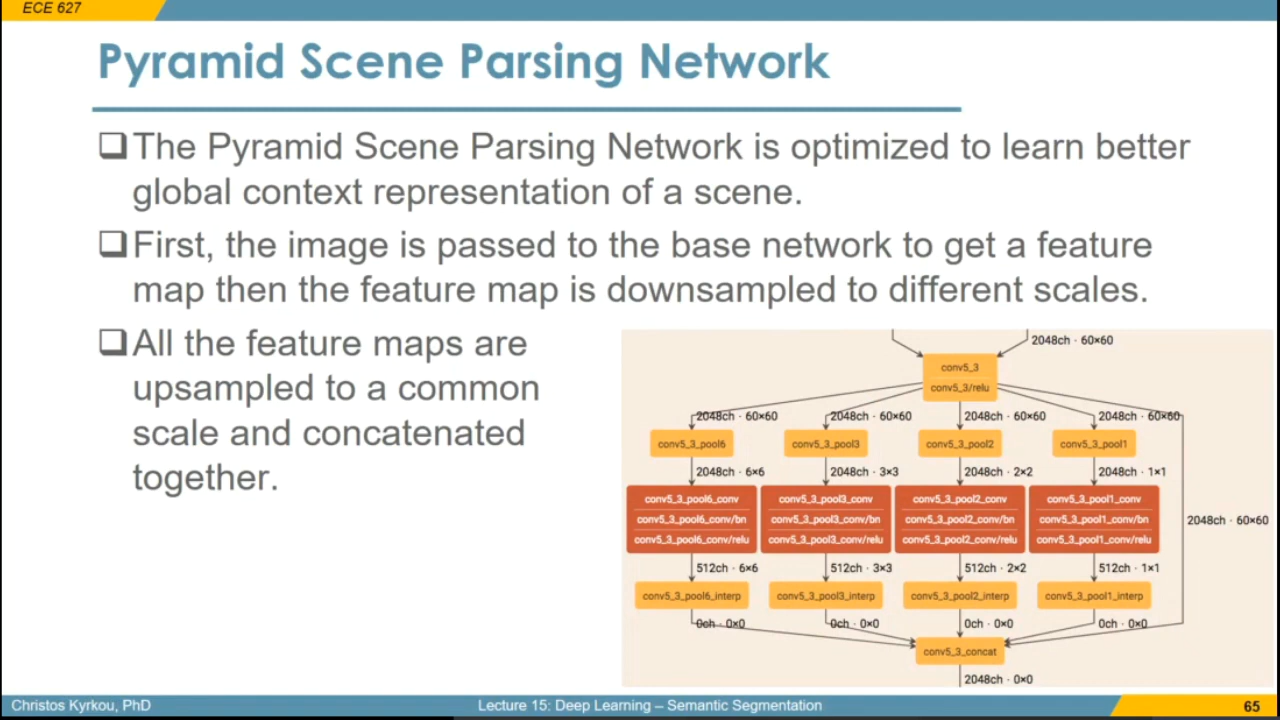 ECE 627
Pyramid Scene Parsing Network
❑The Pyramid Scene Parsing Network is optimized to learn better
global context representation of a scene.
❑First, the image is passed to the base network to get a feature
map then the feature map is downsampled to different scales.
❑All the feature maps are
upsampled to a common
scale and concatenated
together.
2048ch · 60×60
conv5_3
conv5_3/relu
2048ch · 60×60 2048ch · 60×60 2048ch · 60×60 2048ch · 60×60
conv5_3_pool6 conv5_3_pool3 conv5_3_pool2 conv5_3_pool1
2048ch · 6×6 2048ch · 3×3 2048ch · 2×2 2048ch · 1×1
conv5_3_pool6_conv conv5_3_pool3_conv conv5_3_pool2_conv conv5_3_pool1_conv
conv5_3_pool6_conv/bn conv5_3_pool3_conv/bn conv5_3_pool2_conv/bn conv5_3_pool1_conv/bn 2048ch · 60×60
conv5_3_pool6_conv/relu conv5_3_pool3_conv/relu conv5_3_pool2_conv/relu conv5_3_pool1_conv/relu
512ch · 6×6 512ch · 3×3 512ch · 2×2 512ch · 1×1
conv5_3_pool6_interp conv5_3_pool3_interp conv5_3_pool2_interp conv5_3_pool1_interp
0ch · 0×0 0ch · 0×0 0ch · 0×0 0ch · 0×0
conv5_3_concat
2048ch · 0×0
Christos Kyrkou, PhD Lecture 15: Deep Learning – Semantic Segmentation 65